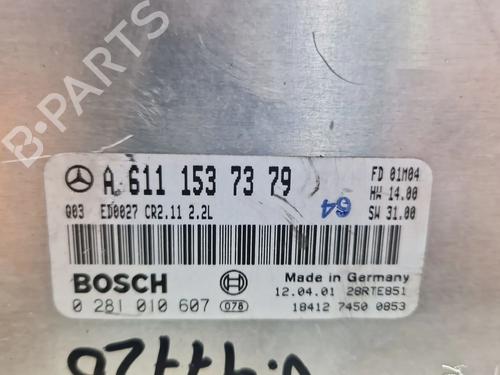 B-PARTS
A 611 153 73 79
FD 01M04
HW 14.00
Q03 ED0027 CR2.11 2.2L
64
SW 31.00
BOSCH
Made in Germany
12.04.01 28RTE851
0 281 010 607 078
18412 7450 0853